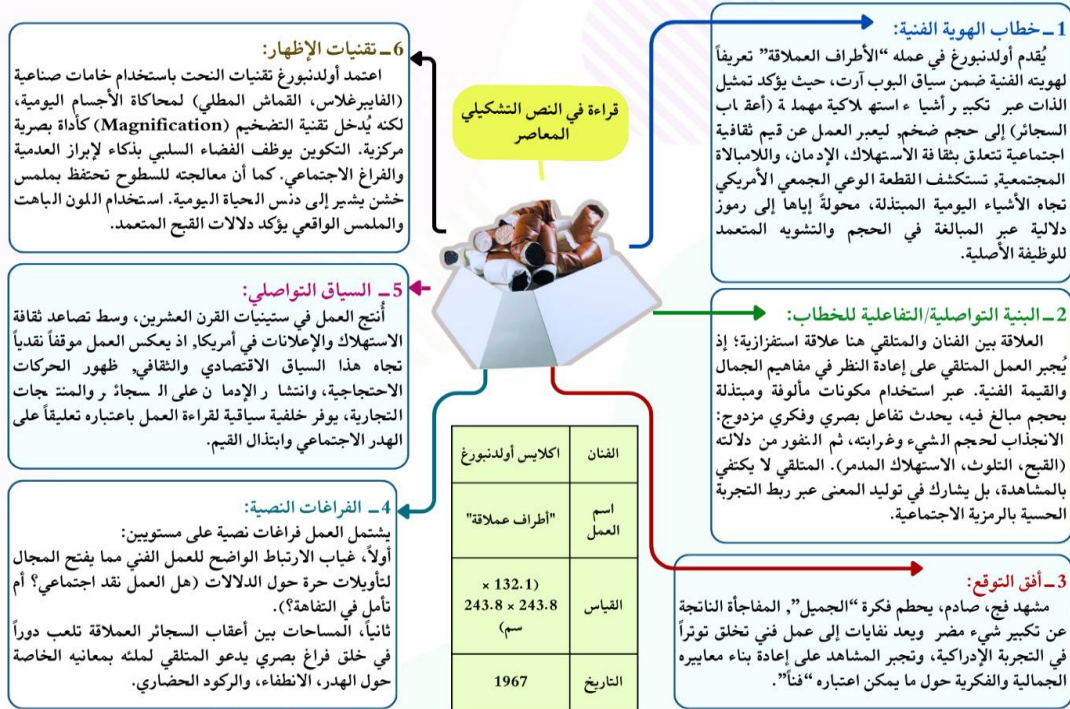 قراءة في النص التشكيلي
المعاصر
1 ـ خطاب الهوية الفنية:
يُقدم أولدنبورغ في عمله “الأطراف العملاقة” تعريفاً
لهويته الفنية ضمن سياق البوب آرت، حيث يؤكد تمثيل
الذات عبر تكبير أشياء استهلاكية مهملة (أعقاب
السجائر) إلى حجم ضخم, ليعبر العمل عن قيم ثقافية
اجتماعية تتعلق بثقافة الاستهلاك، الإدمان، واللامبالاة
المجتمعية, تستكشف القطعة الوعي الجمعي الأمريكي
تجاه الأشياء اليومية المبتذلة، محولةً إياها إلى رموز
دلالية عبر المبالغة في الحجم والتشويه المتعمد
للوظيفة الأصلية.
2 ـ البنية التواصلية/التفاعلية للخطاب:
العلاقة بين الفنان والمتلقي هنا علاقة استفزازية؛ إذ
يُجبر العمل المتلقي على إعادة النظر في مفاهيم الجمال
والقيمة الفنية. عبر استخدام مكونات مألوفة ومبتذلة
بحجم مبالغ فيه، يحدث تفاعل بصري وفكري مزدوج:
الانجذاب لحجم الشيء وغرابته، ثم النفور من دلالته
(القبح، التلوث، الاستهلاك المدمر). المتلقي لا يكتفي
بالمشاهدة، بل يشارك في توليد المعنى عبر ربط التجربة
الحسية بالرمزية الاجتماعية.
3 ـ أفق التوقع:
مشهد فج، صادم، يحطم فكرة “الجميل”, المفاجأة الناتجة
عن تكبير شيء مضر ويعد نفايات إلى عمل فني تخلق توتراً
في التجربة الإدراكية، وتجبر المشاهد على إعادة بناء معاييره
الجمالية والفكرية حول ما يمكن اعتباره “فناً”.
4 ـ الفراغات النصية:
يشتمل العمل فراغات نصية على مستويين:
أولاً، غياب الارتباط الواضح للعمل الفني مما يفتح المجال
لتأويلات حرة حول الدلالات (هل العمل نقد اجتماعي؟ أم
تأمل في التفاهة؟).
ثانياً، المساحات بين أعقاب السجائر العملاقة تلعب دوراً
في خلق فراغ بصري يدعو المتلقي لملئه بمعانيه الخاصة
حول الهدر، الانطفاء، والركود الحضاري.
5 ـ السياق التواصلي:
أُنتج العمل في ستينيات القرن العشرين، وسط تصاعد ثقافة
الاستهلاك والإعلانات في أمريكا, اذ يعكس العمل موقفاً نقدياً
تجاه هذا السياق الاقتصادي والثقافي, ظهور الحركات
الاحتجاجية، وانتشار الإدمان على السجائر والمنتجات
التجارية، يوفر خلفية سياقية لقراءة العمل باعتباره تعليقاً على
الهدر الاجتماعي وابتذال القيم.
6 ـ تقنيات الإظهار:
اعتمد أولدنبورغ تقنيات النحت باستخدام خامات صناعية
(الفايبرغلاس، القماش المطلي) لمحاكاة الأجسام اليومية,
لكنه يُدخل تقنية التضخيم (Magnification) كأداة بصرية
مركزية. التكوين يوظف الفضاء السلبي بذكاء لإبراز العدمية
والفراغ الاجتماعي. كما أن معالجته للسطوح تحتفظ بملمس
خشن يشير إلى دنس الحياة اليومية. استخدام اللون الباهت
والملمس الواقعي يؤكد دلالات القبح المتعمد.
الفنان
اكلايس أولدنبورغ
اسم
العمل
"أطراف عملاقة"
القياس
(132.1 ×
243.8 × 243.8
سم)
التاريخ
1967